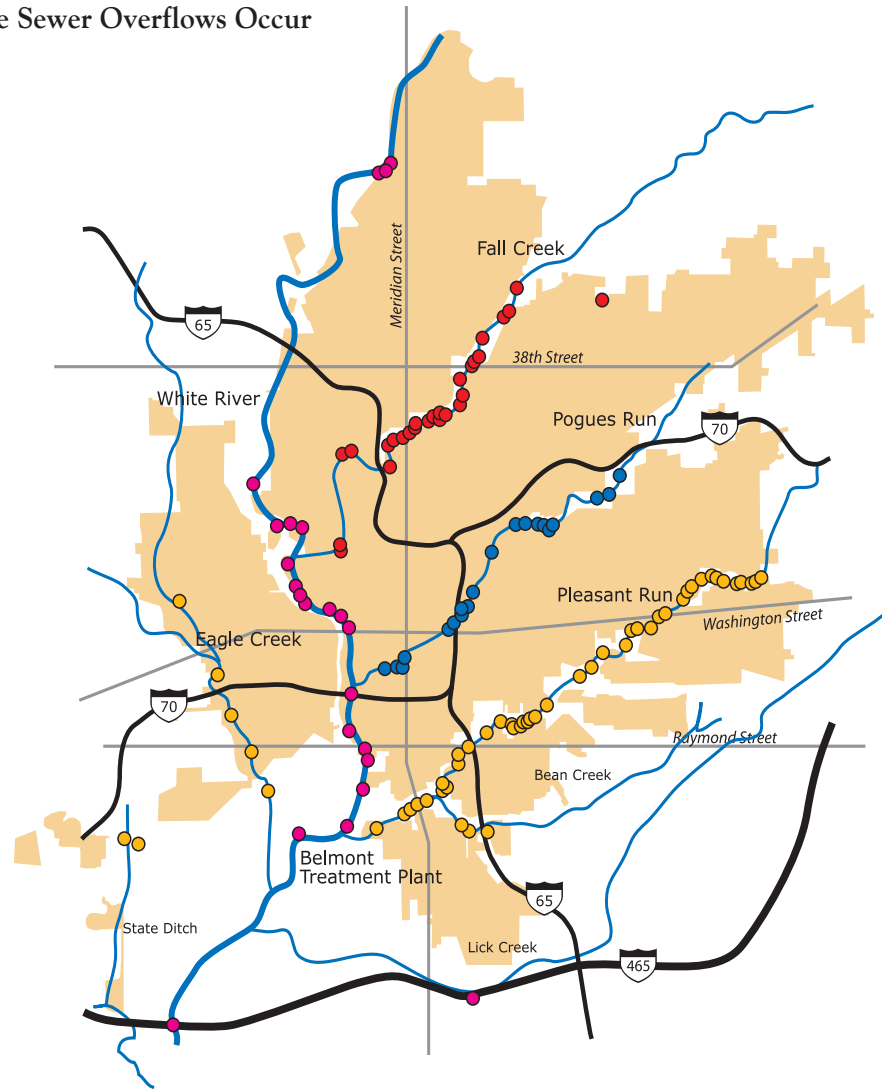 e Sewer Overflows Occur
Meridian Street
Fall Creek
65
38th Street
White River
Pogues Run
70
Pleasant Run
Washington Street
Eagle Creek
70
Raymond Street
Bean Creek
Belmont
Treatment Plant
65
State Ditch
Lick Creek
465